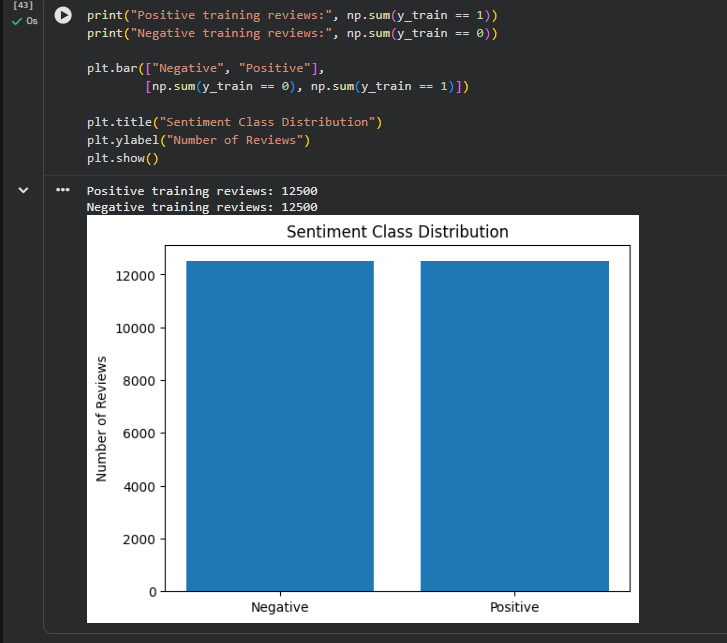 [43]
0s
print("Positive training reviews:", np.sum(y_train == 1))
print("Negative training reviews:", np.sum(y_train == 0))
plt.bar(["Negative", "Positive"],
[np.sum(y_train == 0), np.sum(y_train == 1)])
plt.title("Sentiment Class Distribution")
plt.ylabel("Number of Reviews")
plt.show()
Positive training reviews: 12500
Negative training reviews: 12500
Sentiment Class Distribution
12000
10000
8000
6000
4000
2000
0
Number of Reviews
Negative Positive